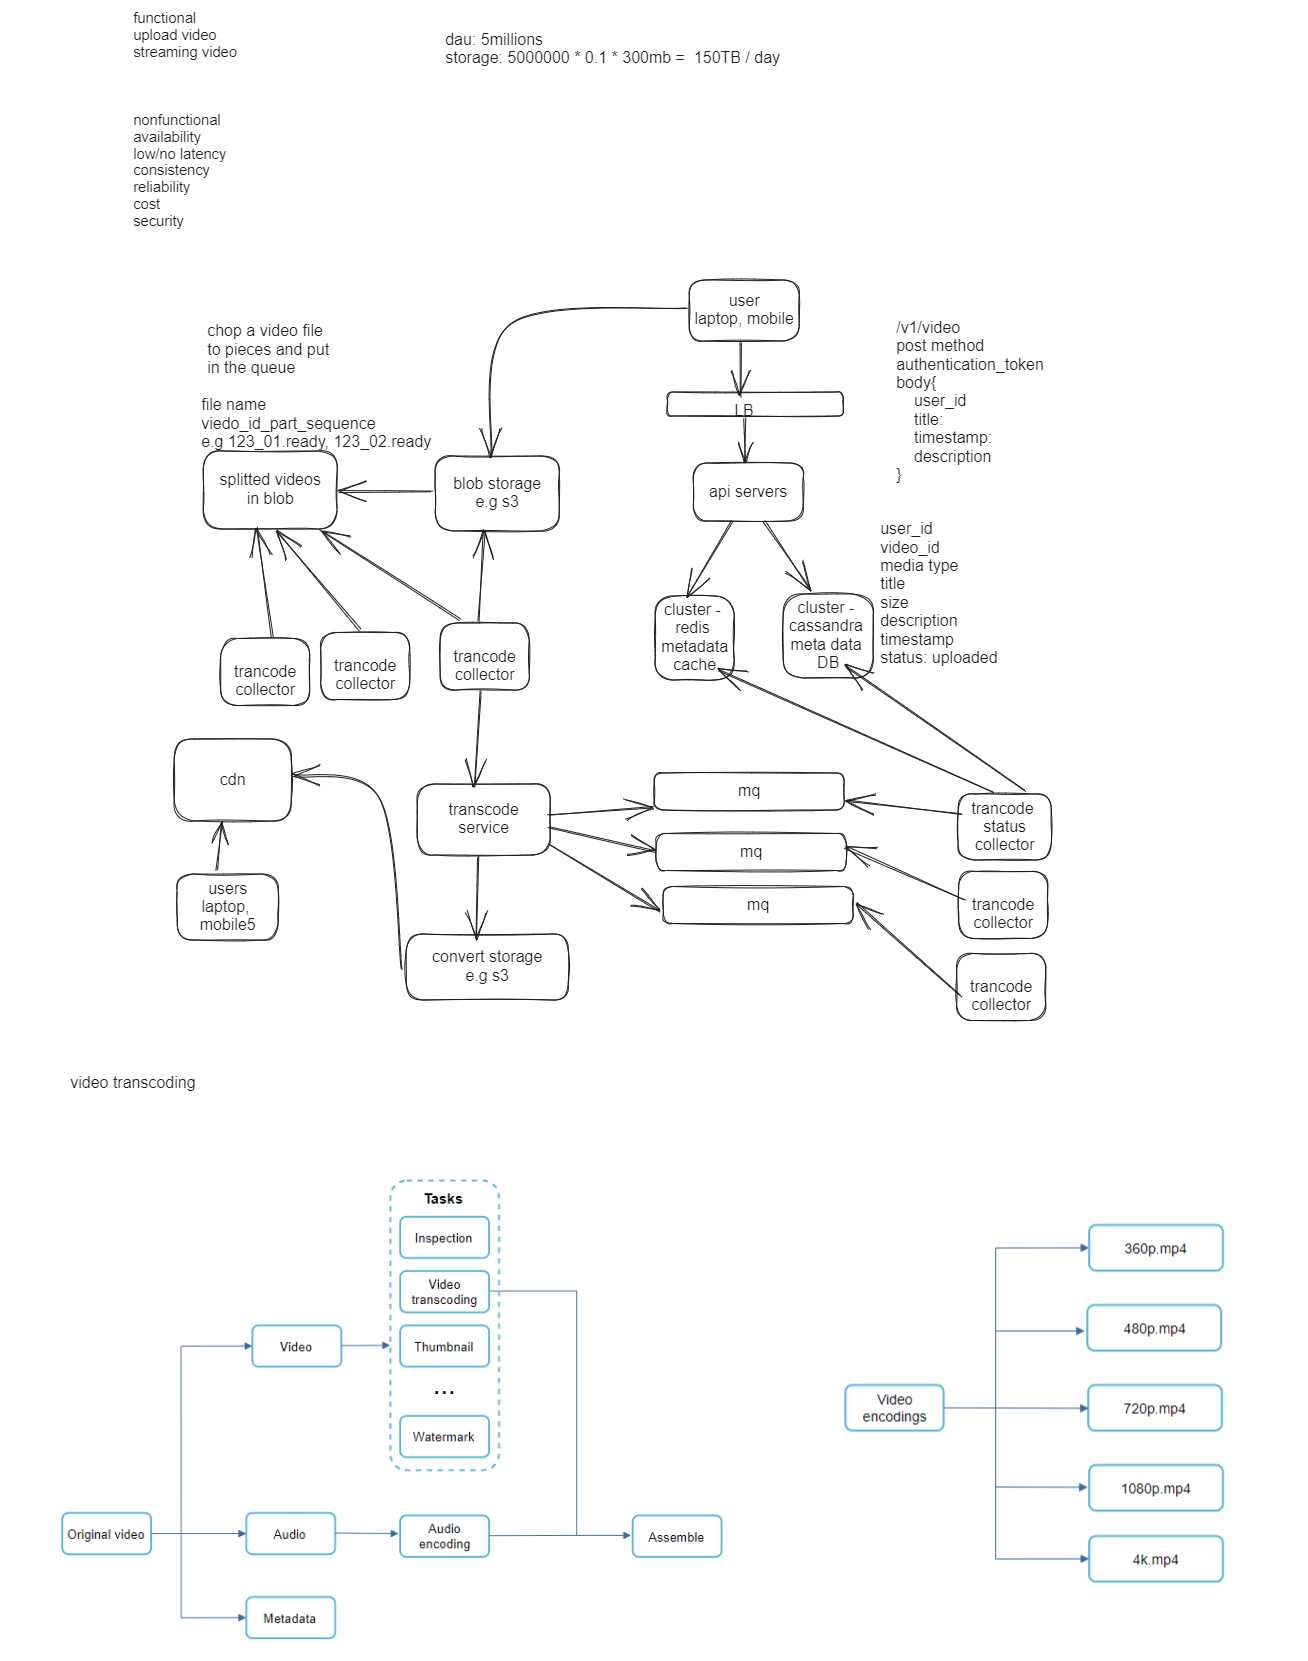 functional
upload video
streaming video
dau: 5millions
storage: 5000000 * 0.1 * 300mb =  150TB / day
nonfunctional
availability
low/no latency
consistency
reliability
cost
security
user
laptop, mobile
chop a video file
to pieces and put
in the queue
file name
viedo_id_part_sequence
e.g 123_01.ready, 123_02.ready
/v1/video
post method
authentication_token
body{
user_id
title:
timestamp:
description
}
LB
splitted videos
in blob
blob storage
e.g s3
api servers
user_id
video_id
media type
title
size
description
timestamp
status: uploaded
cluster -
redis
metadata
cache
cluster -
cassandra
meta data
DB
trancode
collector
trancode
collector
trancode
collector
cdn
transcode
service
mq
mq
mq
trancode
status
collector
trancode
collector
trancode
collector
users
laptop,
mobile5
convert storage
e.g s3
video transcoding
Tasks
Inspection
Video
transcoding
Thumbnail
...
Watermark
Video
Original video
Audio
Audio
encoding
Assemble
Metadata
Video
encodings
360p.mp4
480p.mp4
720p.mp4
1080p.mp4
4k.mp4